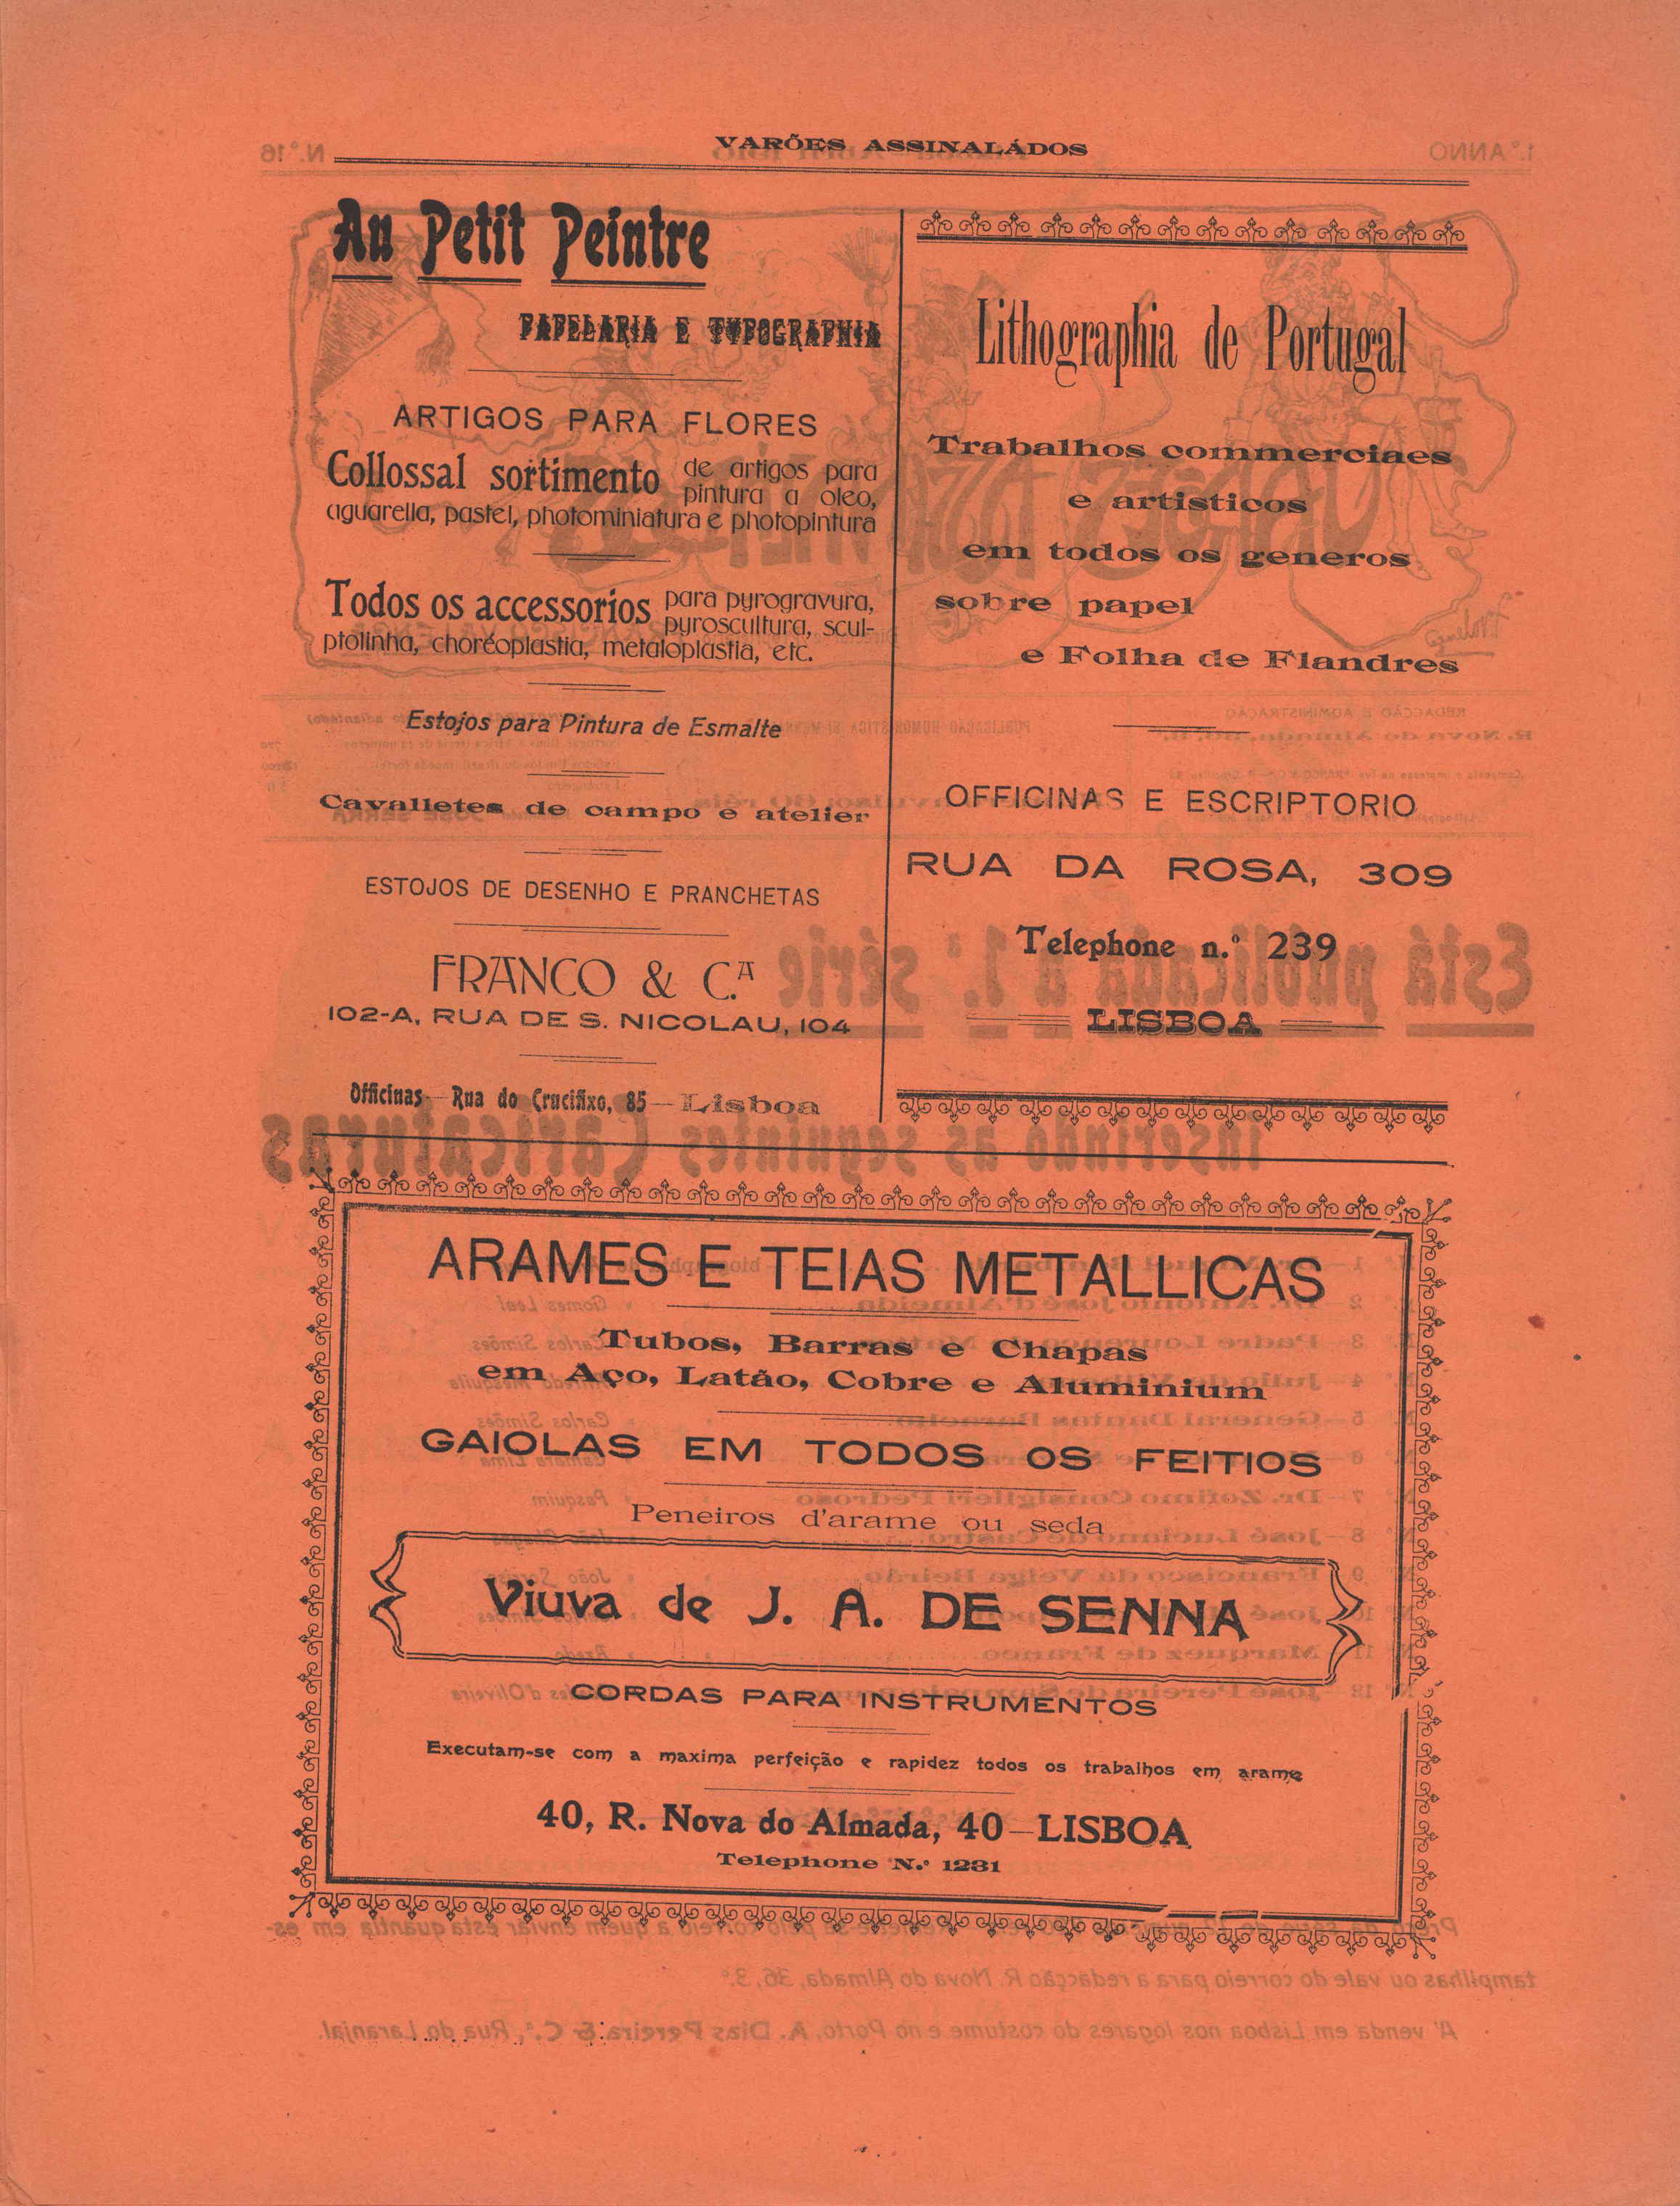 VARÕES ASSINALÁDOS
Au Petit Peintre
PAPELARIA E TYPOGRAPHIA
ARTIGOS PARA FLORES
Collossal sortimento de artigos para
pintura a oleo,
aguarella, pastel, photominiatura e photopintura
Todos os accessorios para pyrogravura,
pyroscultura, scul-
ptolinha, choréoplastia, metaloplastia, etc.
Estojos para Pintura de Esmalte
Cavalletes de campo e atelier
ESTOJOS DE DESENHO E PRANCHETAS
FRANCO & C.ª
102-A, RUA DE S. NICOLAU, 104
Officinas—Rua do Crucifixo, 85—Lisboa
Lithographia de Portugal
Trabalhos commerciaes
e artisticos
em todos os generos
sobre papel
e Folha de Flandres
OFFICINAS E ESCRIPTORIO
RUA DA ROSA, 309
Telephone n.º 239
LISBOA
ARAMES E TEIAS METALLICAS
Tubos, Barras e Chapas
em Aço, Latão, Cobre e Aluminium
GAIOLAS EM TODOS OS FEITIOS
Peneiros d'arame ou seda
Viuva de J. A. DE SENNA
CORDAS PARA INSTRUMENTOS
Executam-se com a maxima perfeição e rapidez todos os trabalhos em arame
40, R. Nova do Almada, 40—LISBOA
Telephone N.º 1231